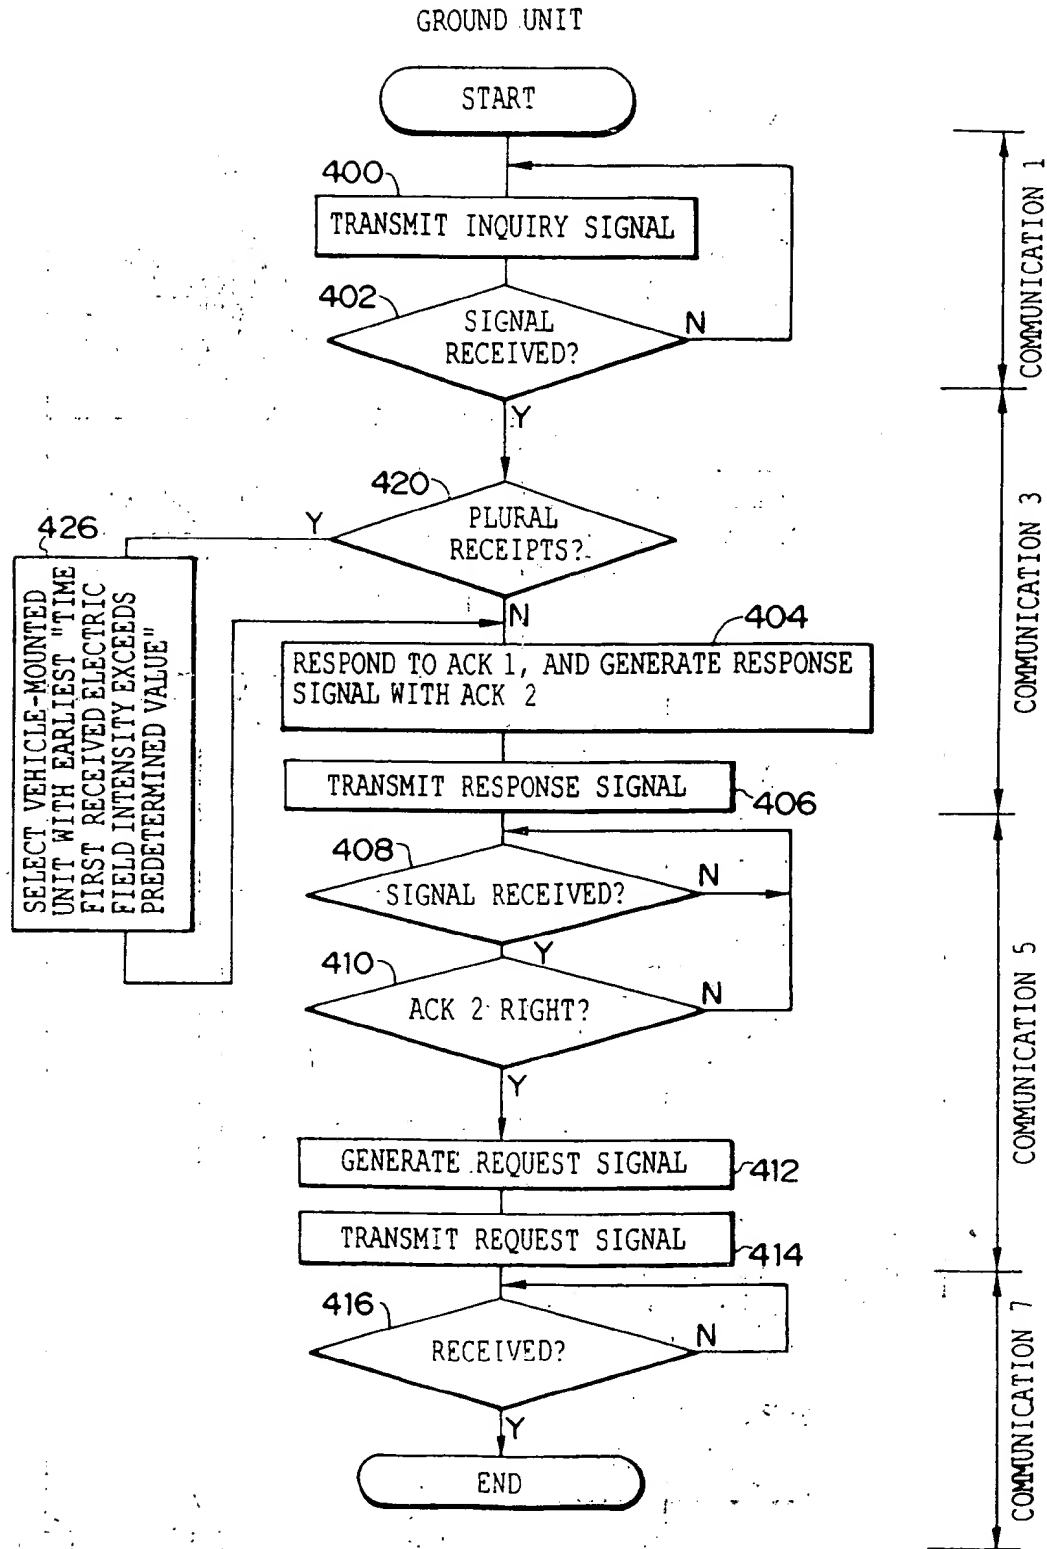 GROUND UNIT
START
400
TRANSMIT INQUIRY SIGNAL
402
SIGNAL
RECEIVED?
N
Y
COMMUNICATION 1
420
PLURAL
RECEIPTS?
Y
N
426
SELECT VEHICLE-MOUNTED
UNIT WITH EARLIEST "TIME
FIRST RECEIVED ELECTRIC
FIELD INTENSITY EXCEEDS
PREDETERMINED VALUE"
404
RESPOND TO ACK 1, AND GENERATE RESPONSE
SIGNAL WITH ACK 2
TRANSMIT RESPONSE SIGNAL
406
COMMUNICATION 3
408
SIGNAL RECEIVED?
N
Y
410
ACK 2 RIGHT?
N
Y
GENERATE REQUEST SIGNAL
412
TRANSMIT REQUEST SIGNAL
414
COMMUNICATION 5
416
RECEIVED?
N
Y
END
COMMUNICATION 7